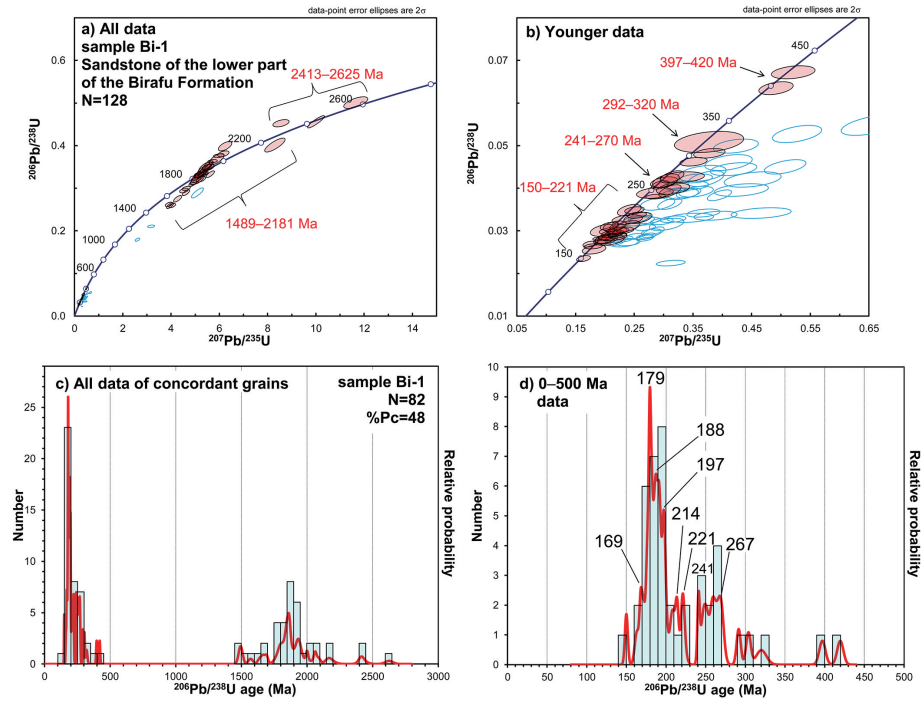 data-point error ellipses are 2σ
a) All data
sample Bi-1
Sandstone of the lower part
of the Birafu Formation
N=128
2413–2625 Ma
1489–2181 Ma
0.6
0.4
0.2
0.0
206Pb/238U
600
1000
1400
1800
2200
2600
0
2
4
6
8
10
12
14
207Pb/235U
data-point error ellipses are 2σ
b) Younger data
397–420 Ma
292–320 Ma
241–270 Ma
150–221 Ma
0.07
0.05
0.03
0.01
206Pb/238U
150
250
350
450
0.05
0.15
0.25
0.35
0.45
0.55
0.65
207Pb/235U
c) All data of concordant grains
sample Bi-1
N=82
%Pc=48
Number
Relative probability
25
20
15
10
5
0
0
500
1000
1500
2000
2500
3000
206Pb/238U age (Ma)
d) 0–500 Ma
data
179
188
197
214
221
241
267
169
Number
Relative probability
10
9
8
7
6
5
4
3
2
1
0
0
50
100
150
200
250
300
350
400
450
500
206Pb/238U age (Ma)